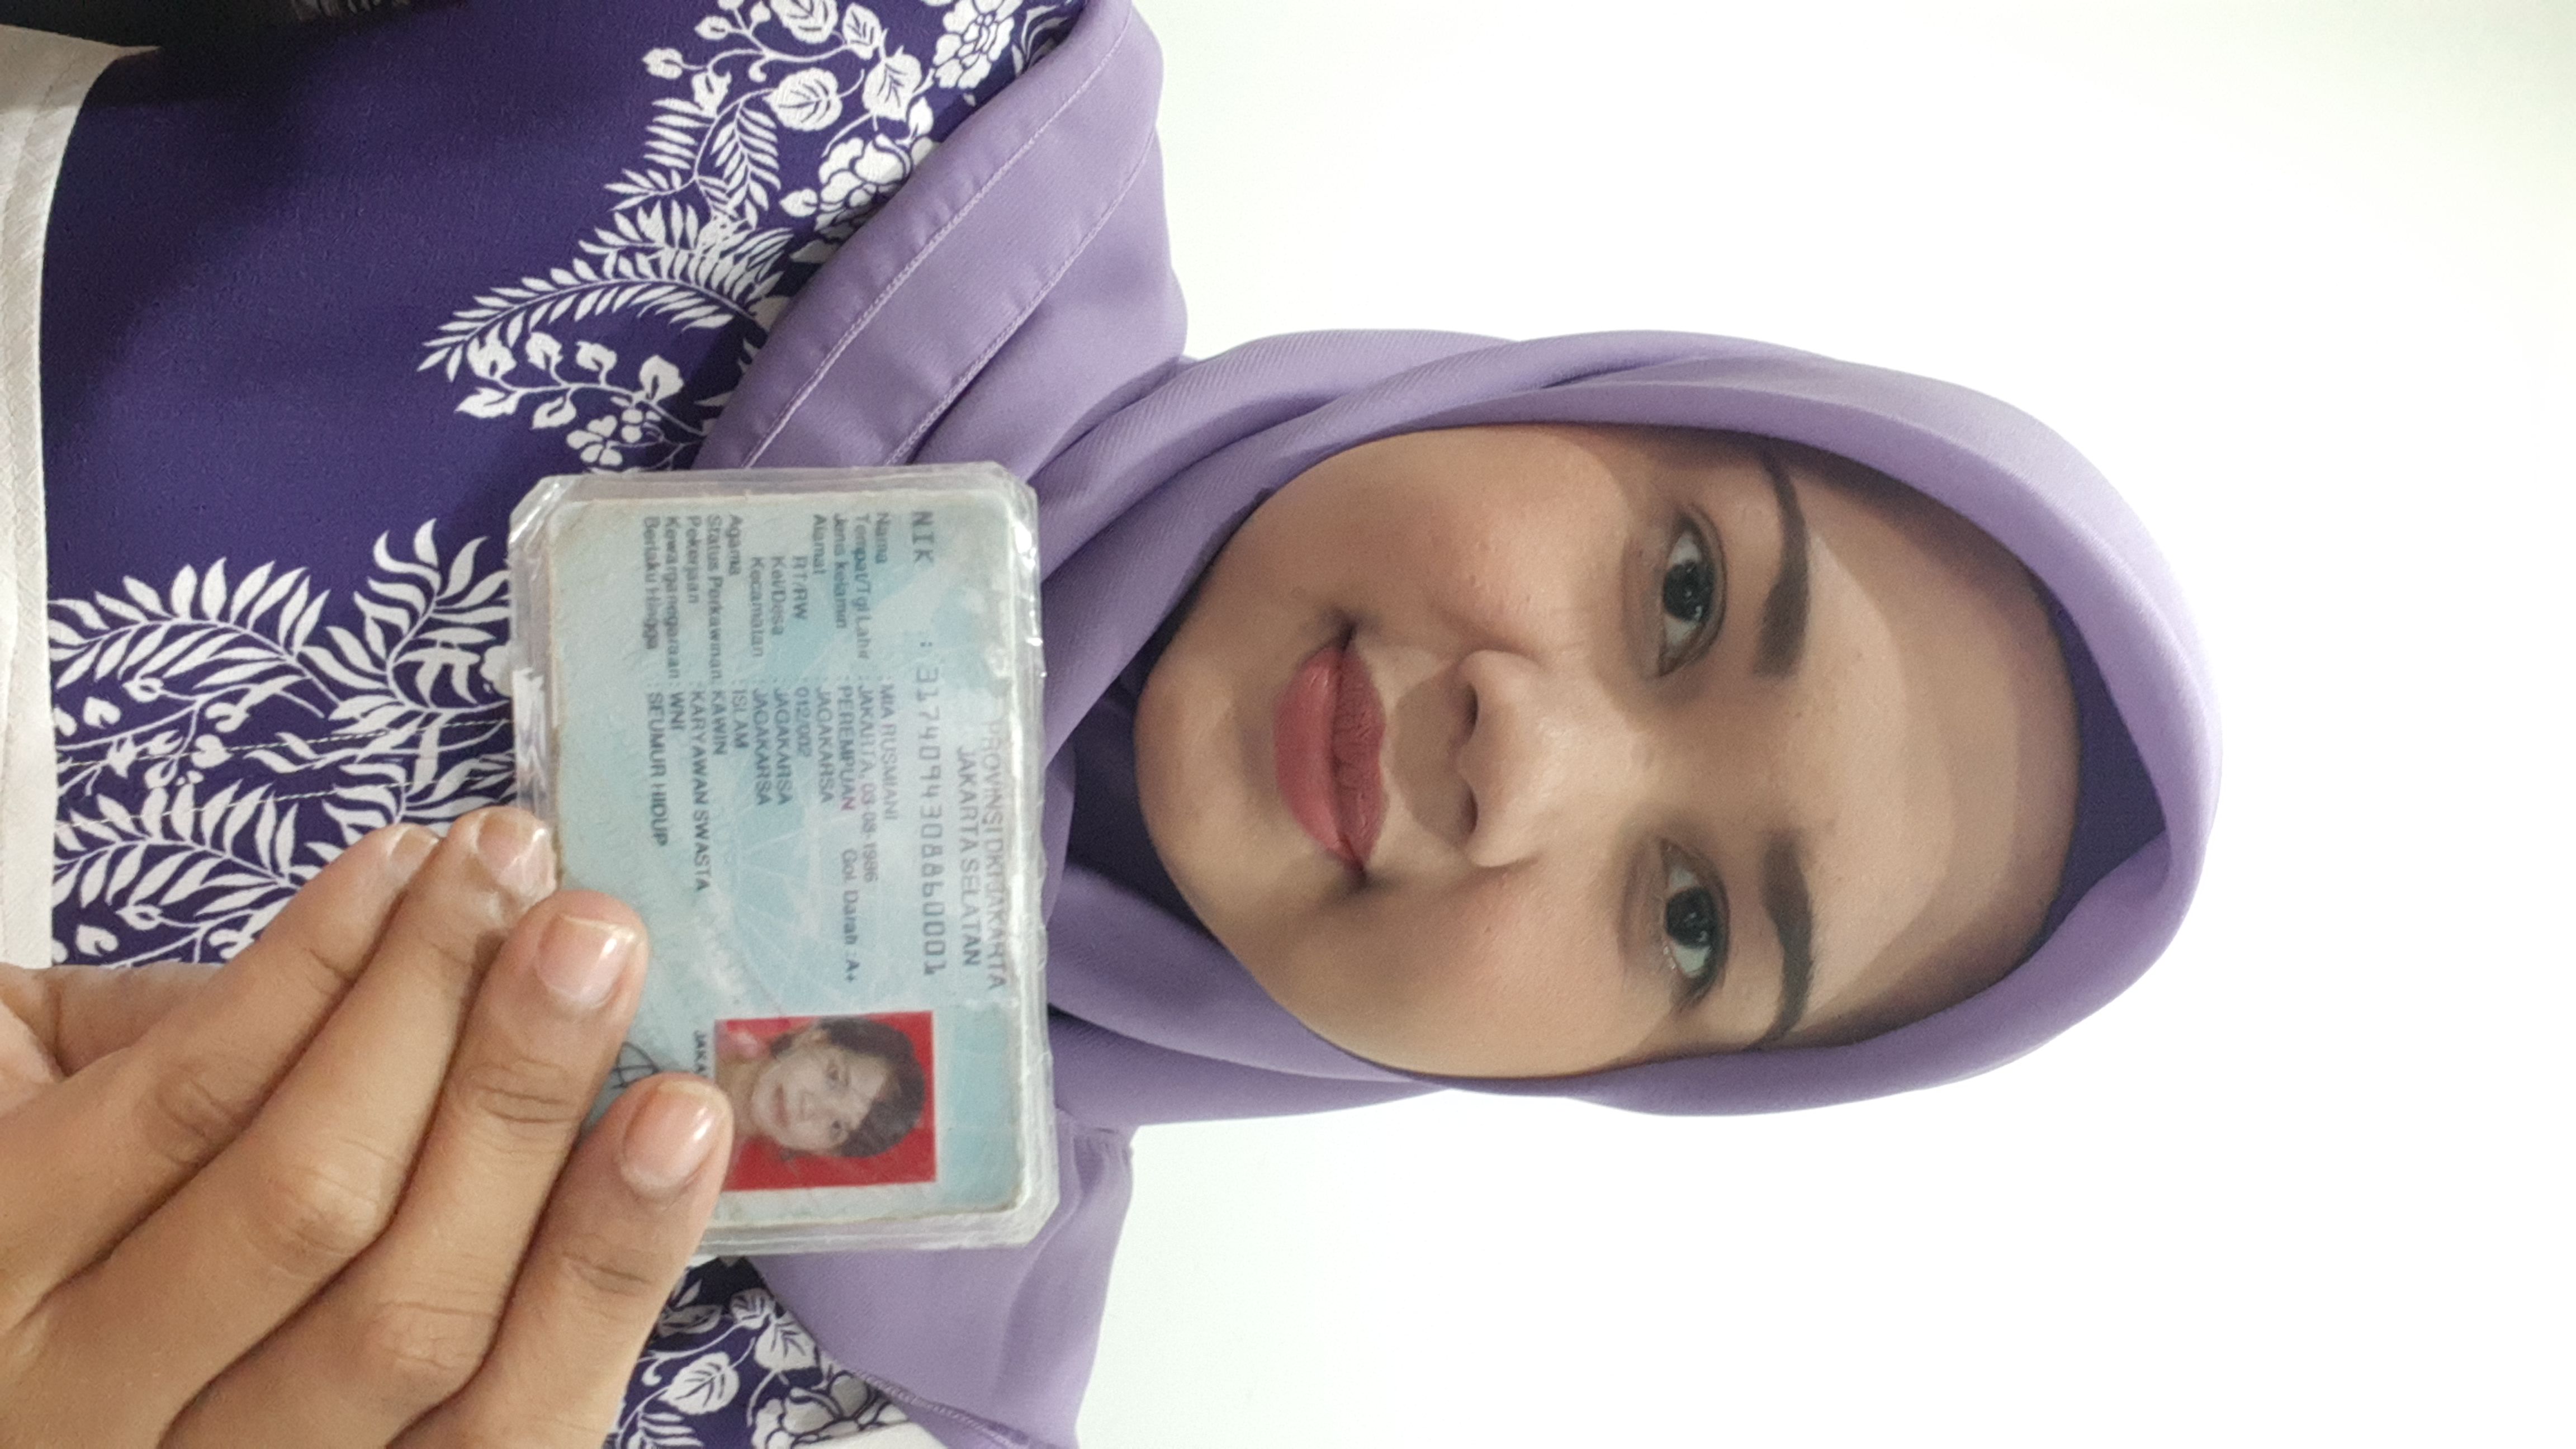 PROVINSI DKI JAKARTA
JAKARTA SELATAN
NIK : 3174094308860001
Nama : MIA RUSMIANI
Tempat/Tgl Lahir : JAKARTA, 03-08-1986
Jenis kelamin : PEREMPUAN Gol. Darah : A+
Alamat : JAGAKARSA
RT/RW : 012/002
Kel/Desa : JAGAKARSA
Kecamatan : JAGAKARSA
Agama : ISLAM
Status Perkawinan : KAWIN
Pekerjaan : KARYAWAN SWASTA
Kewarganegaraan : WNI
Berlaku Hingga : SEUMUR HIDUP